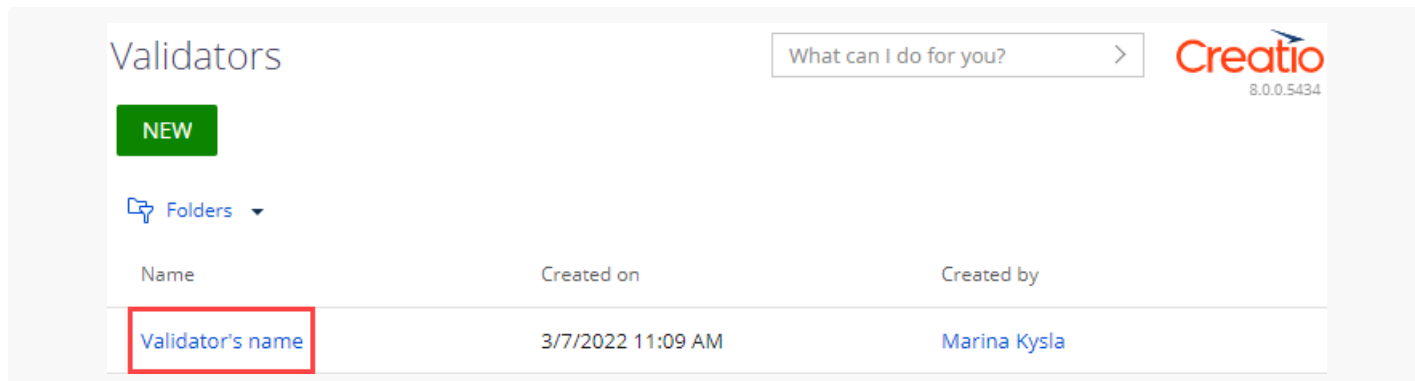 Validators
What can I do for you?
Creatio
8.0.0.5434
NEW
Folders
Name Created on Created by
Validator's name 3/7/2022 11:09 AM Marina Kysla